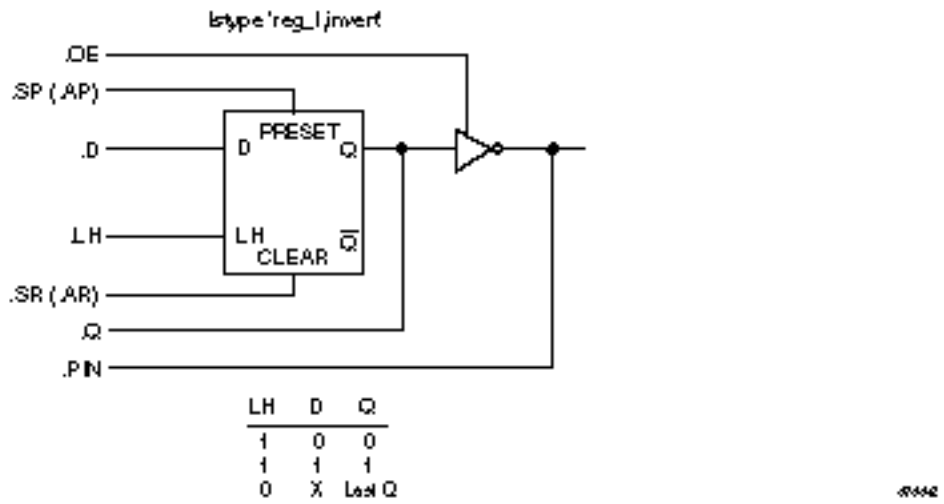 Istype 'reg_l,invert'
.OE
.SP (.AP)
PRESET
.D D Q
.LH LH Q
CLEAR
.SR (.AR)
.Q
.PIN
LH D Q
1 0 0
1 1 1
0 X Last Q